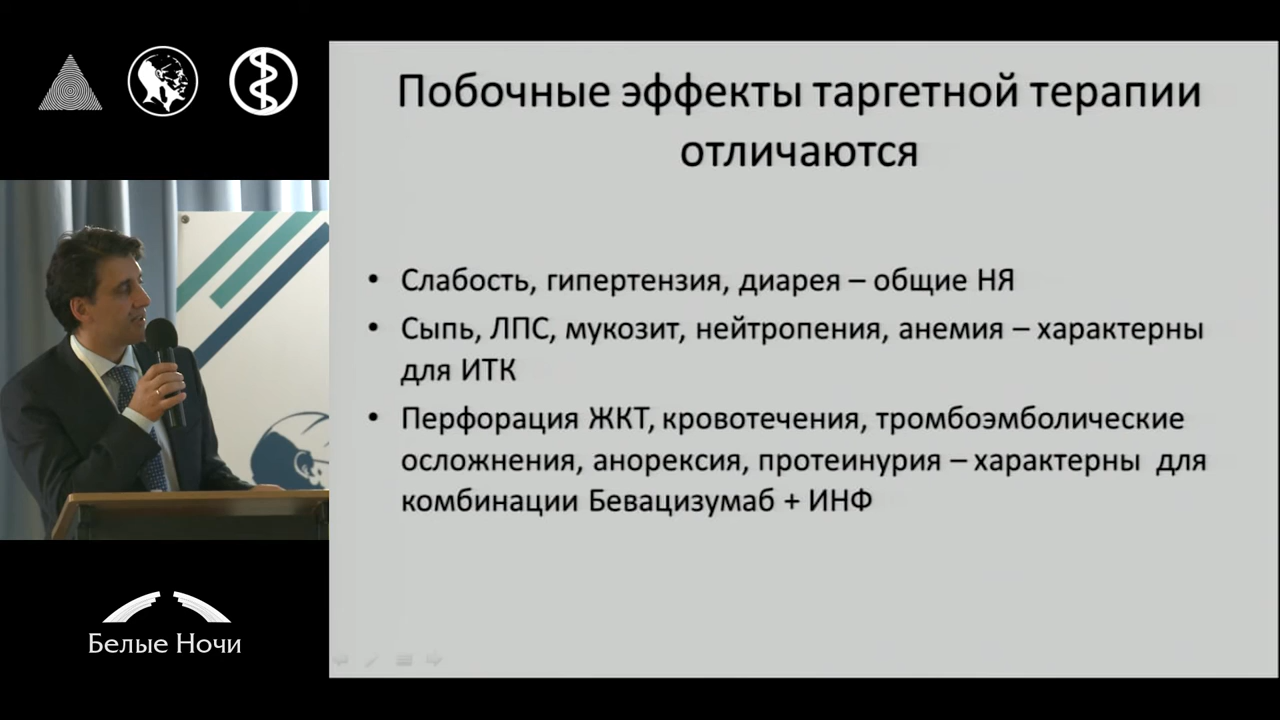 Побочные эффекты таргетной терапии
отличаются
• Слабость, гипертензия, диарея – общие НЯ
• Сыпь, ЛПС, мукозит, нейтропения, анемия – характерны
для ИТК
• Перфорация ЖКТ, кровотечения, тромбоэмболические
осложнения, анорексия, протеинурия – характерны для
комбинации Бевацизумаб + ИНФ
Белые Ночи